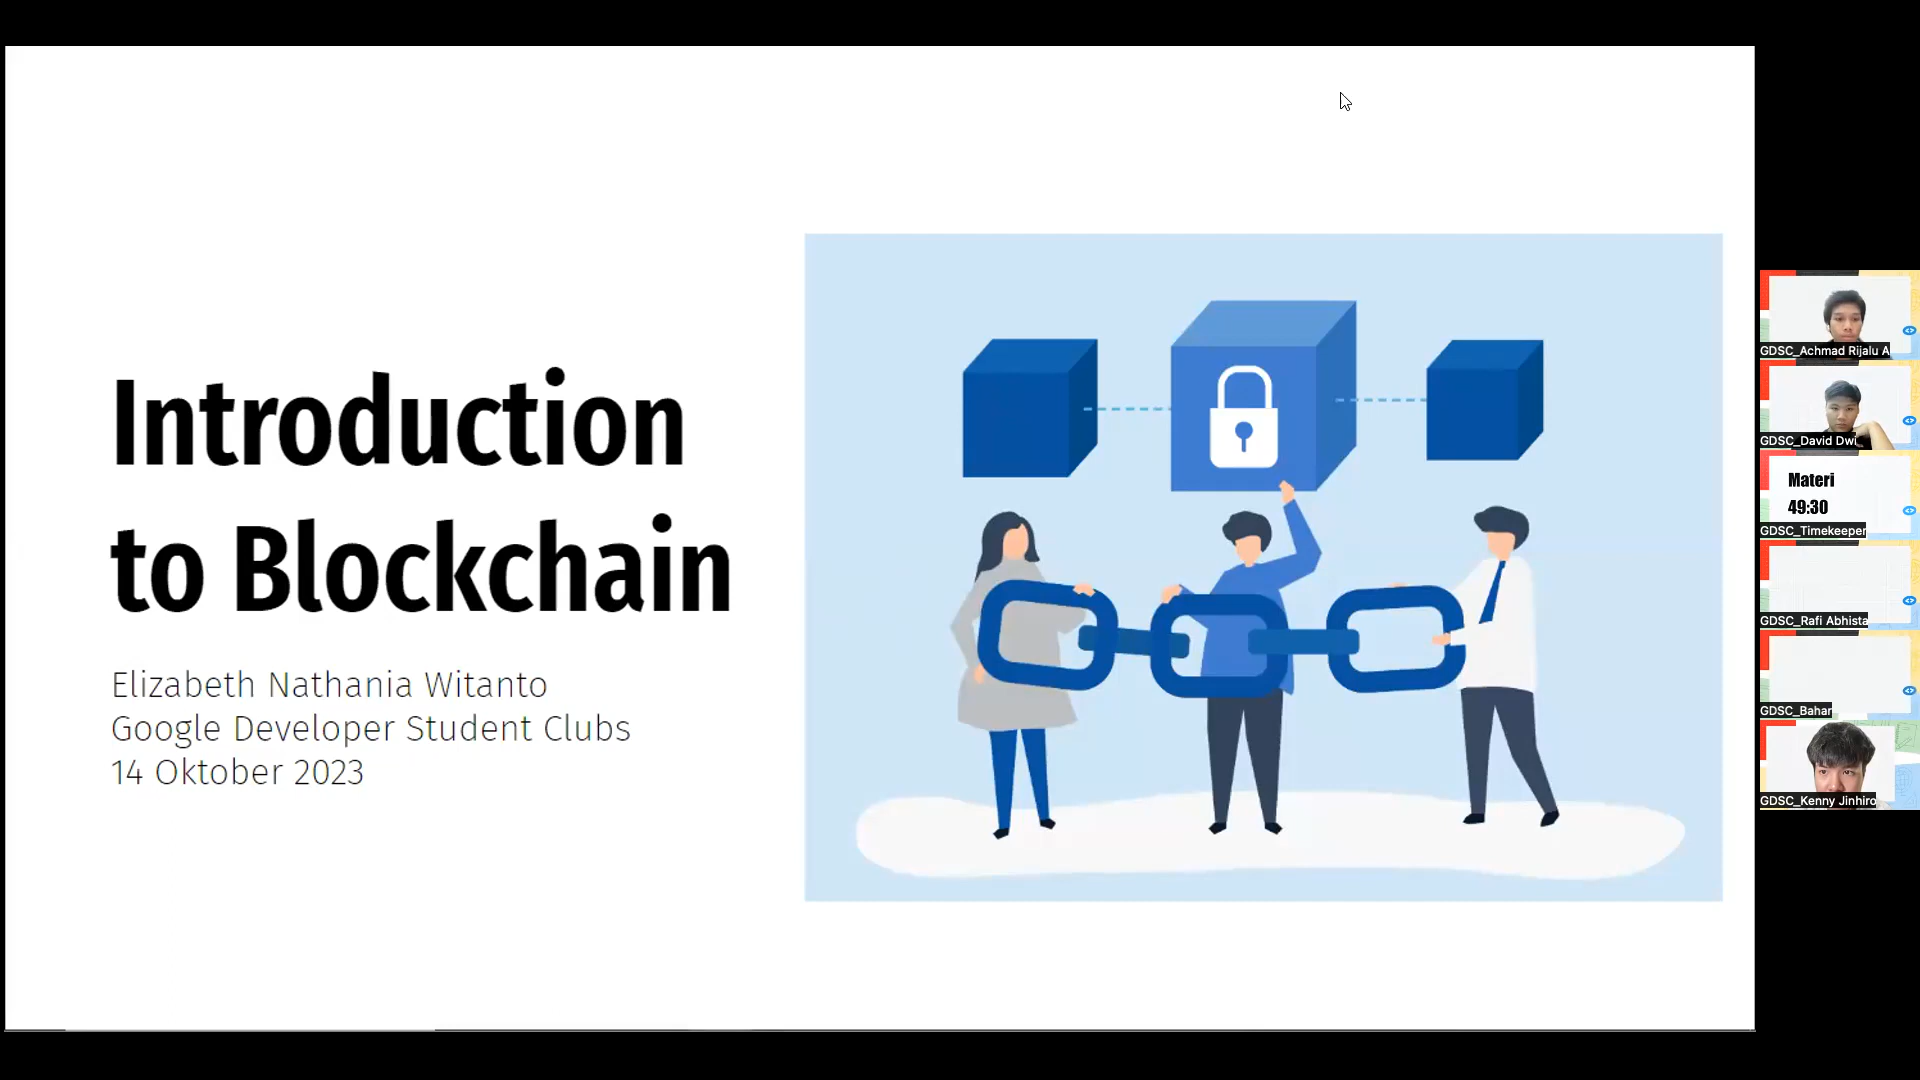 Introduction
to Blockchain
Elizabeth Nathania Witanto
Google Developer Student Clubs
14 Oktober 2023
GDSC_Achmad Rijalu A
GDSC_David Dwi
Materi
49:30
GDSC_Timekeeper
GDSC_Rafi Abhista
GDSC_Bahar
GDSC_Kenny Jinhiro